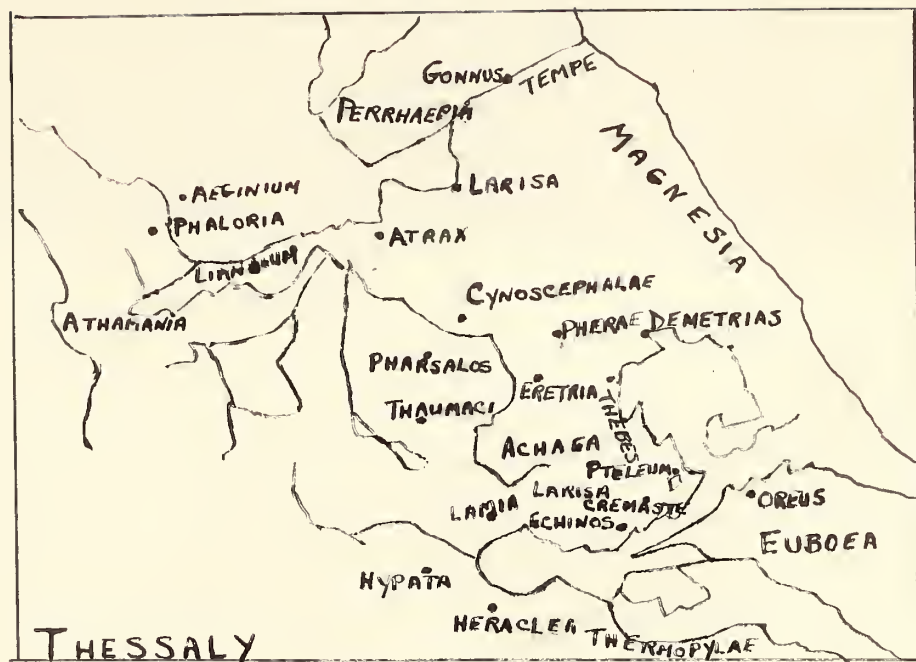 GONNUS
TEMPE
PERRHAEPIA
MAGNESIA
AEGINIUM
LARISA
PHALORIA
ATRAX
CYNOSCEPHALAE
ATHAMANIA
PHERAE DEMETRIAS
PHARSALOS
ERETRIA
THEBES
THAUMACI
ACHAEA
PTELEUM
LARISA
CREMASTE
LAMIA
ECHINOS
OREUS
EUBOEA
HYPATA
HERACLEA
THERMOPYLAE
THESSALY